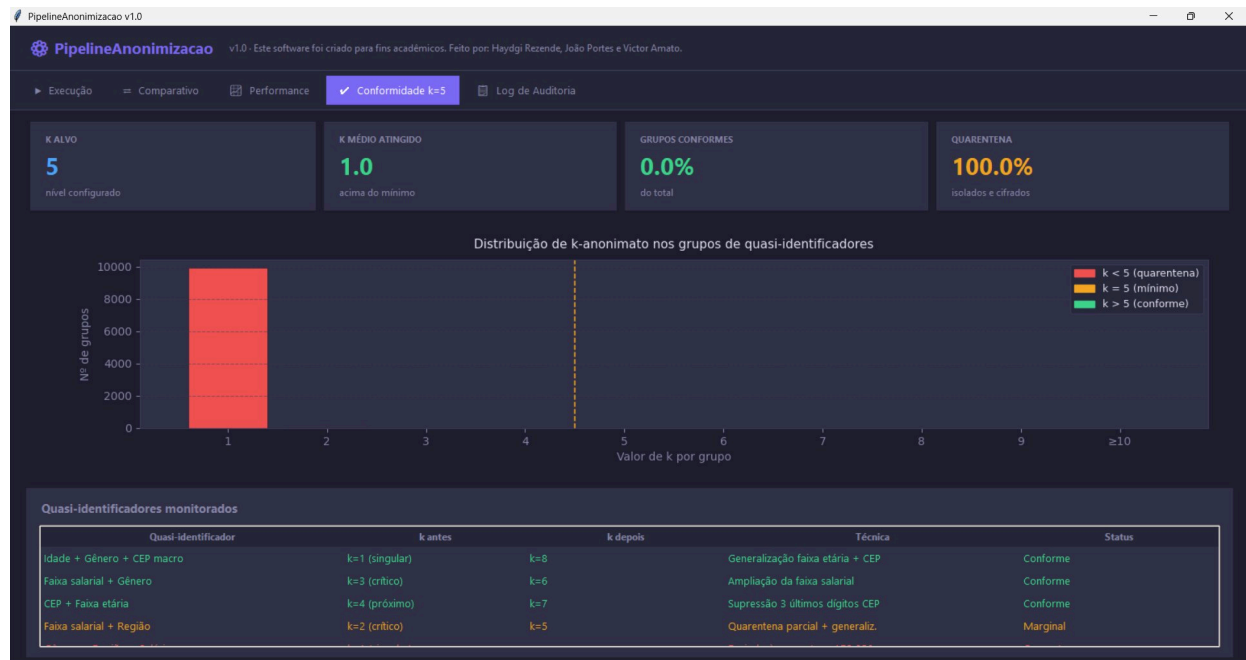 PipelineAnonimizacao v1.0
PipelineAnonimizacao v1.0 · Este software foi criado para fins acadêmicos. Feito por: Haydgi Rezende, João Portes e Victor Amato.
Execução Comparativo Performance Conformidade k=5 Log de Auditoria
K ALVO K MÉDIO ATINGIDO GRUPOS CONFORMES QUARENTENA
5 1.0 0.0% 100.0%
nível configurado acima do mínimo do total isolados e cifrados
Distribuição de k-anonimato nos grupos de quasi-identificadores
k < 5 (quarentena)
k = 5 (mínimo)
k > 5 (conforme)
Nº de grupos
10000
8000
6000
4000
2000
0
1 2 3 4 5 6 7 8 9 ≥10
Valor de k por grupo
Quasi-identificadores monitorados
Quasi-identificador k antes k depois Técnica Status
Idade + Gênero + CEP macro k=1 (singular) k=8 Generalização faixa etária + CEP Conforme
Faixa salarial + Gênero k=3 (crítico) k=6 Ampliação da faixa salarial Conforme
CEP + Faixa etária k=4 (próximo) k=7 Supressão 3 últimos dígitos CEP Conforme
Faixa salarial + Região k=2 (crítico) k=5 Quarentena parcial + generaliz. Marginal